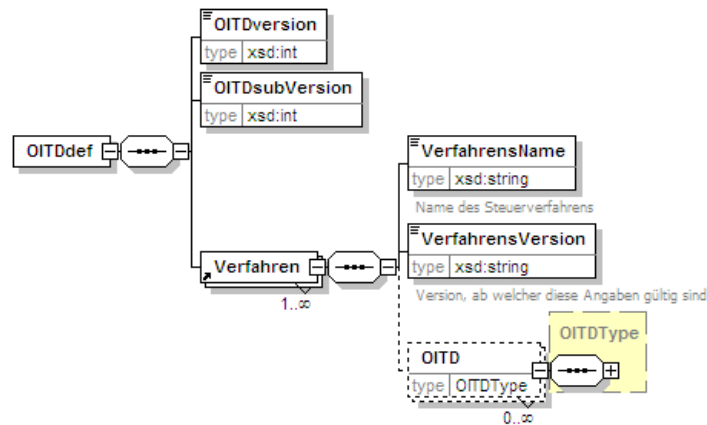 OITDversion
type xsd:int
OITDsubVersion
type xsd:int
OITDdef
VerfahrensName
type xsd:string
Name des Steuerverfahrens
VerfahrensVersion
type xsd:string
Verfahren
1..∞
Version, ab welcher diese Angaben gültig sind
OITDType
OITD
type OITDType
0..∞